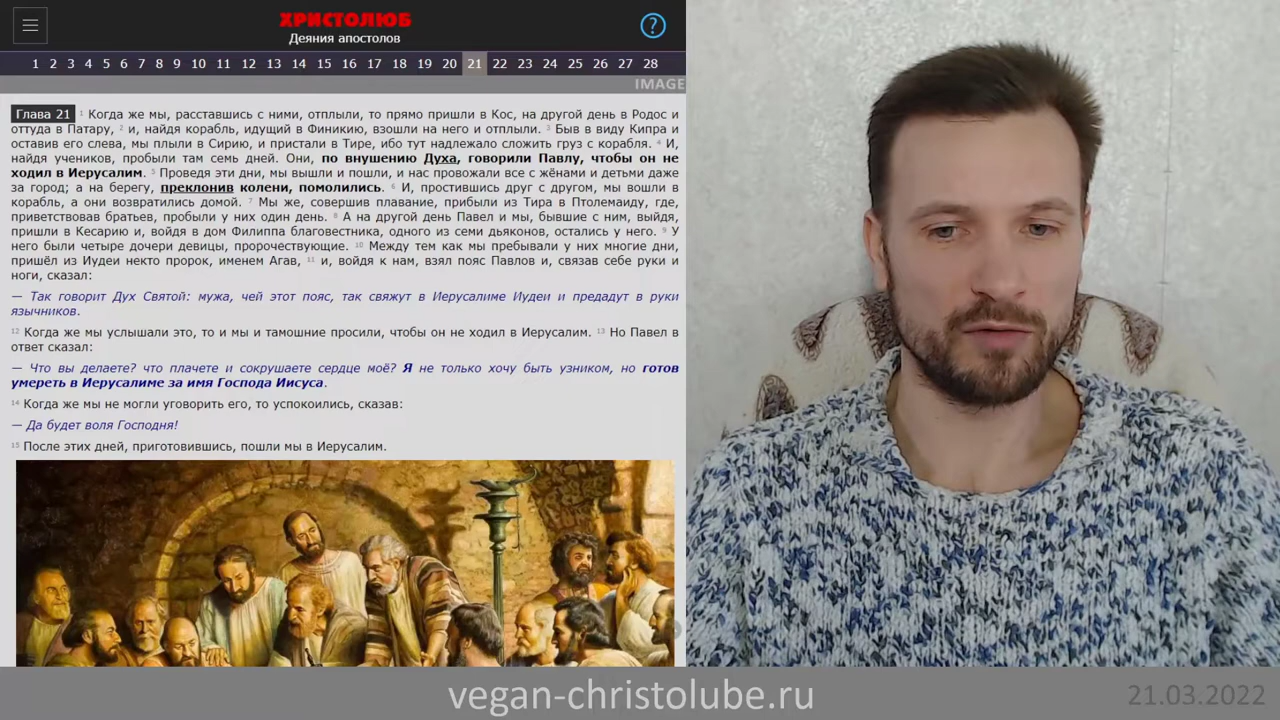 ХРИСТОЛЮБ
Деяния апостолов
?
1 2 3 4 5 6 7 8 9 10 11 12 13 14 15 16 17 18 19 20 21 22 23 24 25 26 27 28
IMAGE
Глава 21 1 Когда же мы, расставшись с ними, отплыли, то прямо пришли в Кос, на другой день в Родос и
оттуда в Патару, 2 и, найдя корабль, идущий в Финикию, взошли на него и отплыли. 3 Быв в виду Кипра и
оставив его слева, мы плыли в Сирию, и пристали в Тире, ибо тут надлежало сложить груз с корабля. 4 И,
найдя учеников, пробыли там семь дней. Они, по внушению Духа, говорили Павлу, чтобы он не
ходил в Иерусалим. 5 Проведя эти дни, мы вышли и пошли, и нас провожали все с жёнами и детьми даже
за город; а на берегу, преклонив колени, помолились. 6 И, простившись друг с другом, мы вошли в
корабль, а они возвратились домой. 7 Мы же, совершив плавание, прибыли из Тира в Птолемаиду, где,
приветствовав братьев, пробыли у них один день. 8 А на другой день Павел и мы, бывшие с ним, выйдя,
пришли в Кесарию и, войдя в дом Филиппа благовестника, одного из семи дьяконов, остались у него. 9 У
него были четыре дочери девицы, пророчествующие. 10 Между тем как мы пребывали у них многие дни,
пришёл из Иудеи некто пророк, именем Агав, 11 и, войдя к нам, взял пояс Павлов и, связав себе руки и
ноги, сказал:
— Так говорит Дух Святой: мужа, чей этот пояс, так свяжут в Иерусалиме Иудеи и предадут в руки
язычников.
12 Когда же мы услышали это, то и мы и тамошние просили, чтобы он не ходил в Иерусалим. 13 Но Павел в
ответ сказал:
— Что вы делаете? что плачете и сокрушаете сердце моё? Я не только хочу быть узником, но готов
умереть в Иерусалиме за имя Господа Иисуса.
14 Когда же мы не могли уговорить его, то успокоились, сказав:
— Да будет воля Господня!
15 После этих дней, приготовившись, пошли мы в Иерусалим.
vegan-christolube.ru
21.03.2022